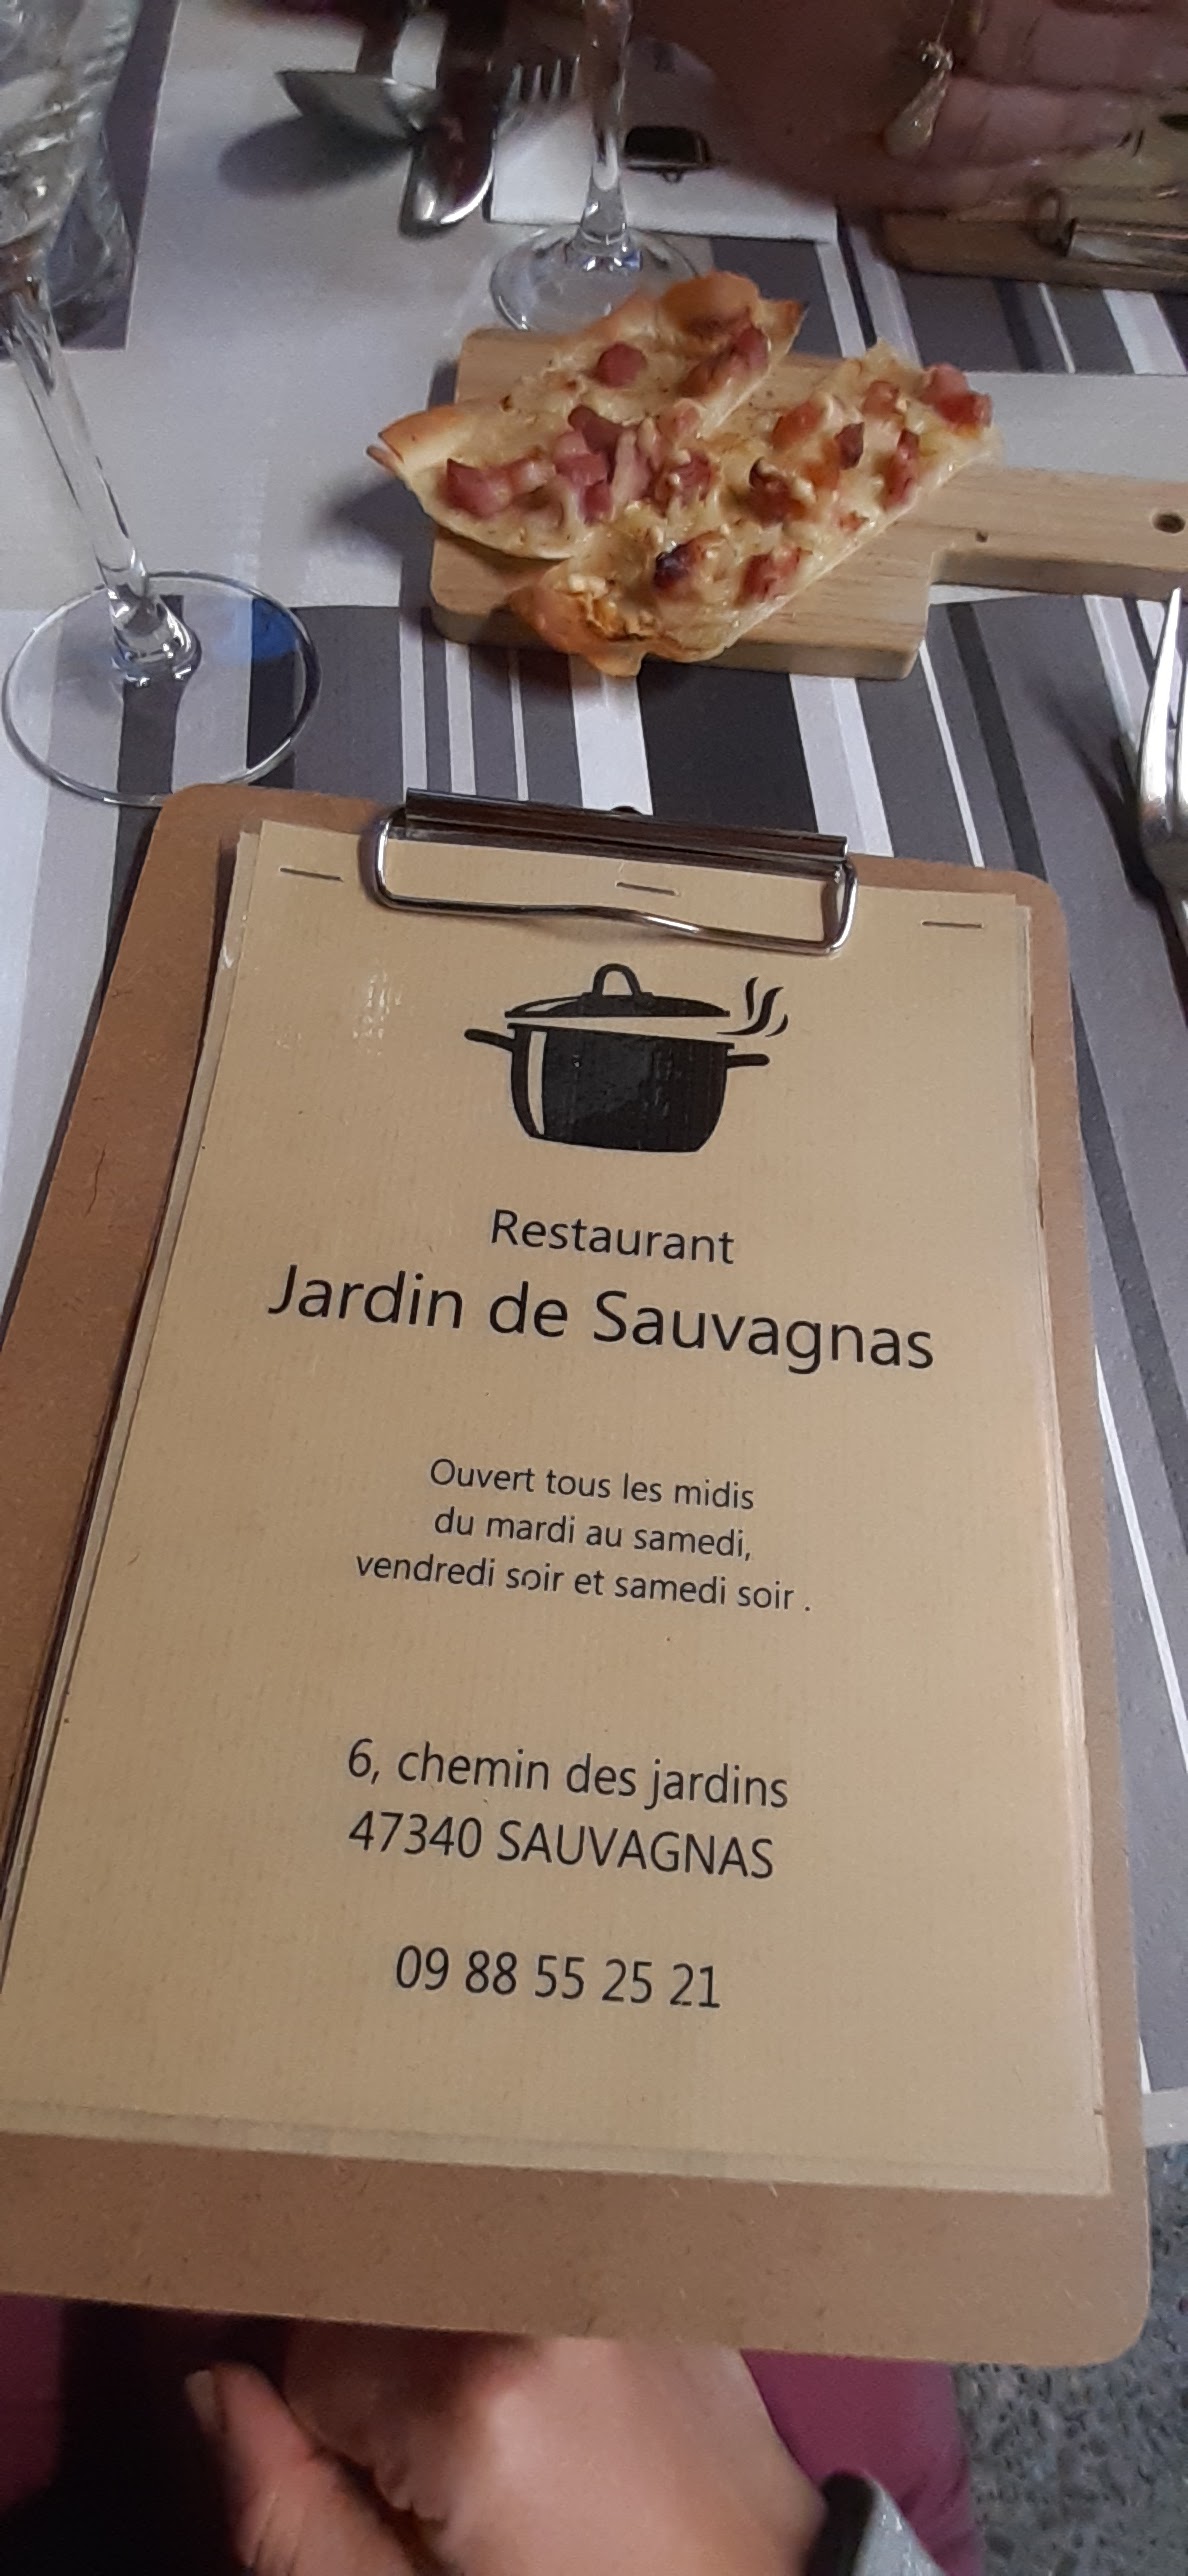 Restaurant
Jardin de Sauvagnas
Ouvert tous les midis
du mardi au samedi,
vendredi soir et samedi soir .
6, chemin des jardins
47340 SAUVAGNAS
09 88 55 25 21